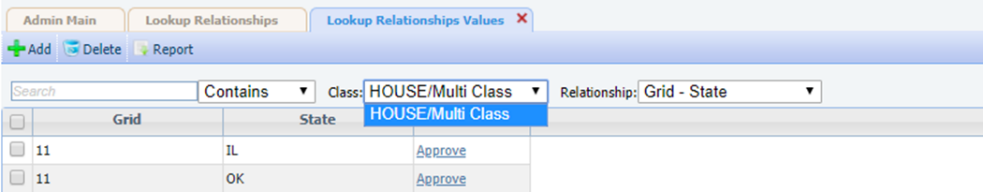 Admin Main Lookup Relationships Lookup Relationships Values
Add Delete Report
Search Contains Class: HOUSE/Multi Class Relationship: Grid - State
HOUSE/Multi Class
Grid State
11 IL Approve
11 OK Approve